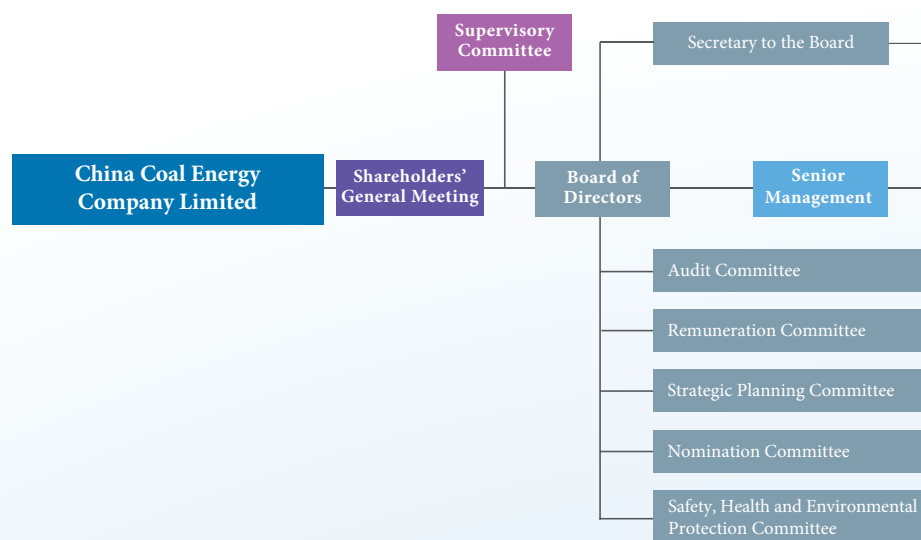 Supervisory
Committee
Secretary to the Board
China Coal Energy
Company Limited
Shareholders’
General Meeting
Board of
Directors
Senior
Management
Audit Committee
Remuneration Committee
Strategic Planning Committee
Nomination Committee
Safety, Health and Environmental
Protection Committee